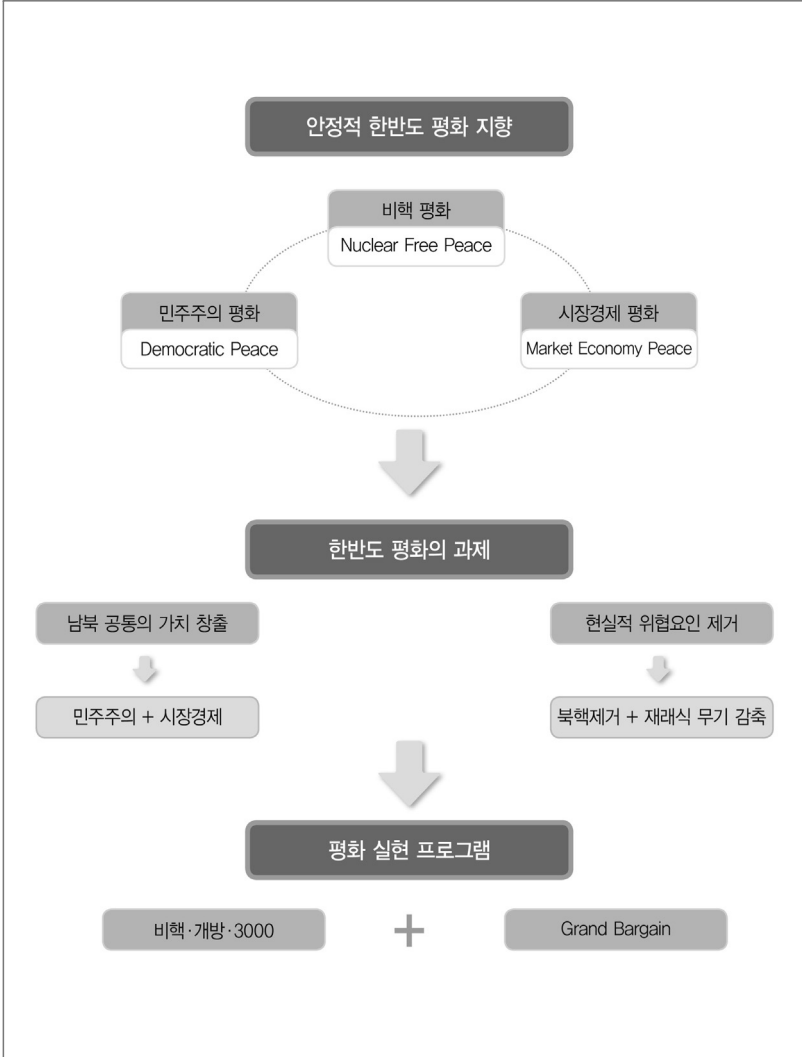 안정적 한반도 평화 지향
비핵 평화
Nuclear Free Peace
민주주의 평화
Democratic Peace
시장경제 평화
Market Economy Peace
한반도 평화의 과제
남북 공통의 가치 창출
현실적 위협요인 제거
민주주의 + 시장경제
북핵제거 + 재래식 무기 감축
평화 실현 프로그램
비핵·개방·3000
+
Grand Bargain